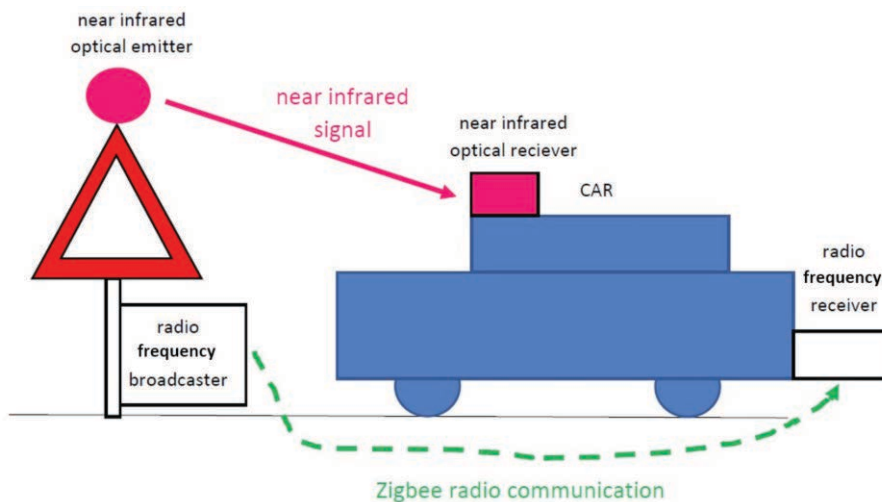 near infrared
optical emitter
near infrared
signal
near infrared
optical reciever
CAR
radio
frequency
receiver
radio
frequency
broadcaster
Zigbee radio communication